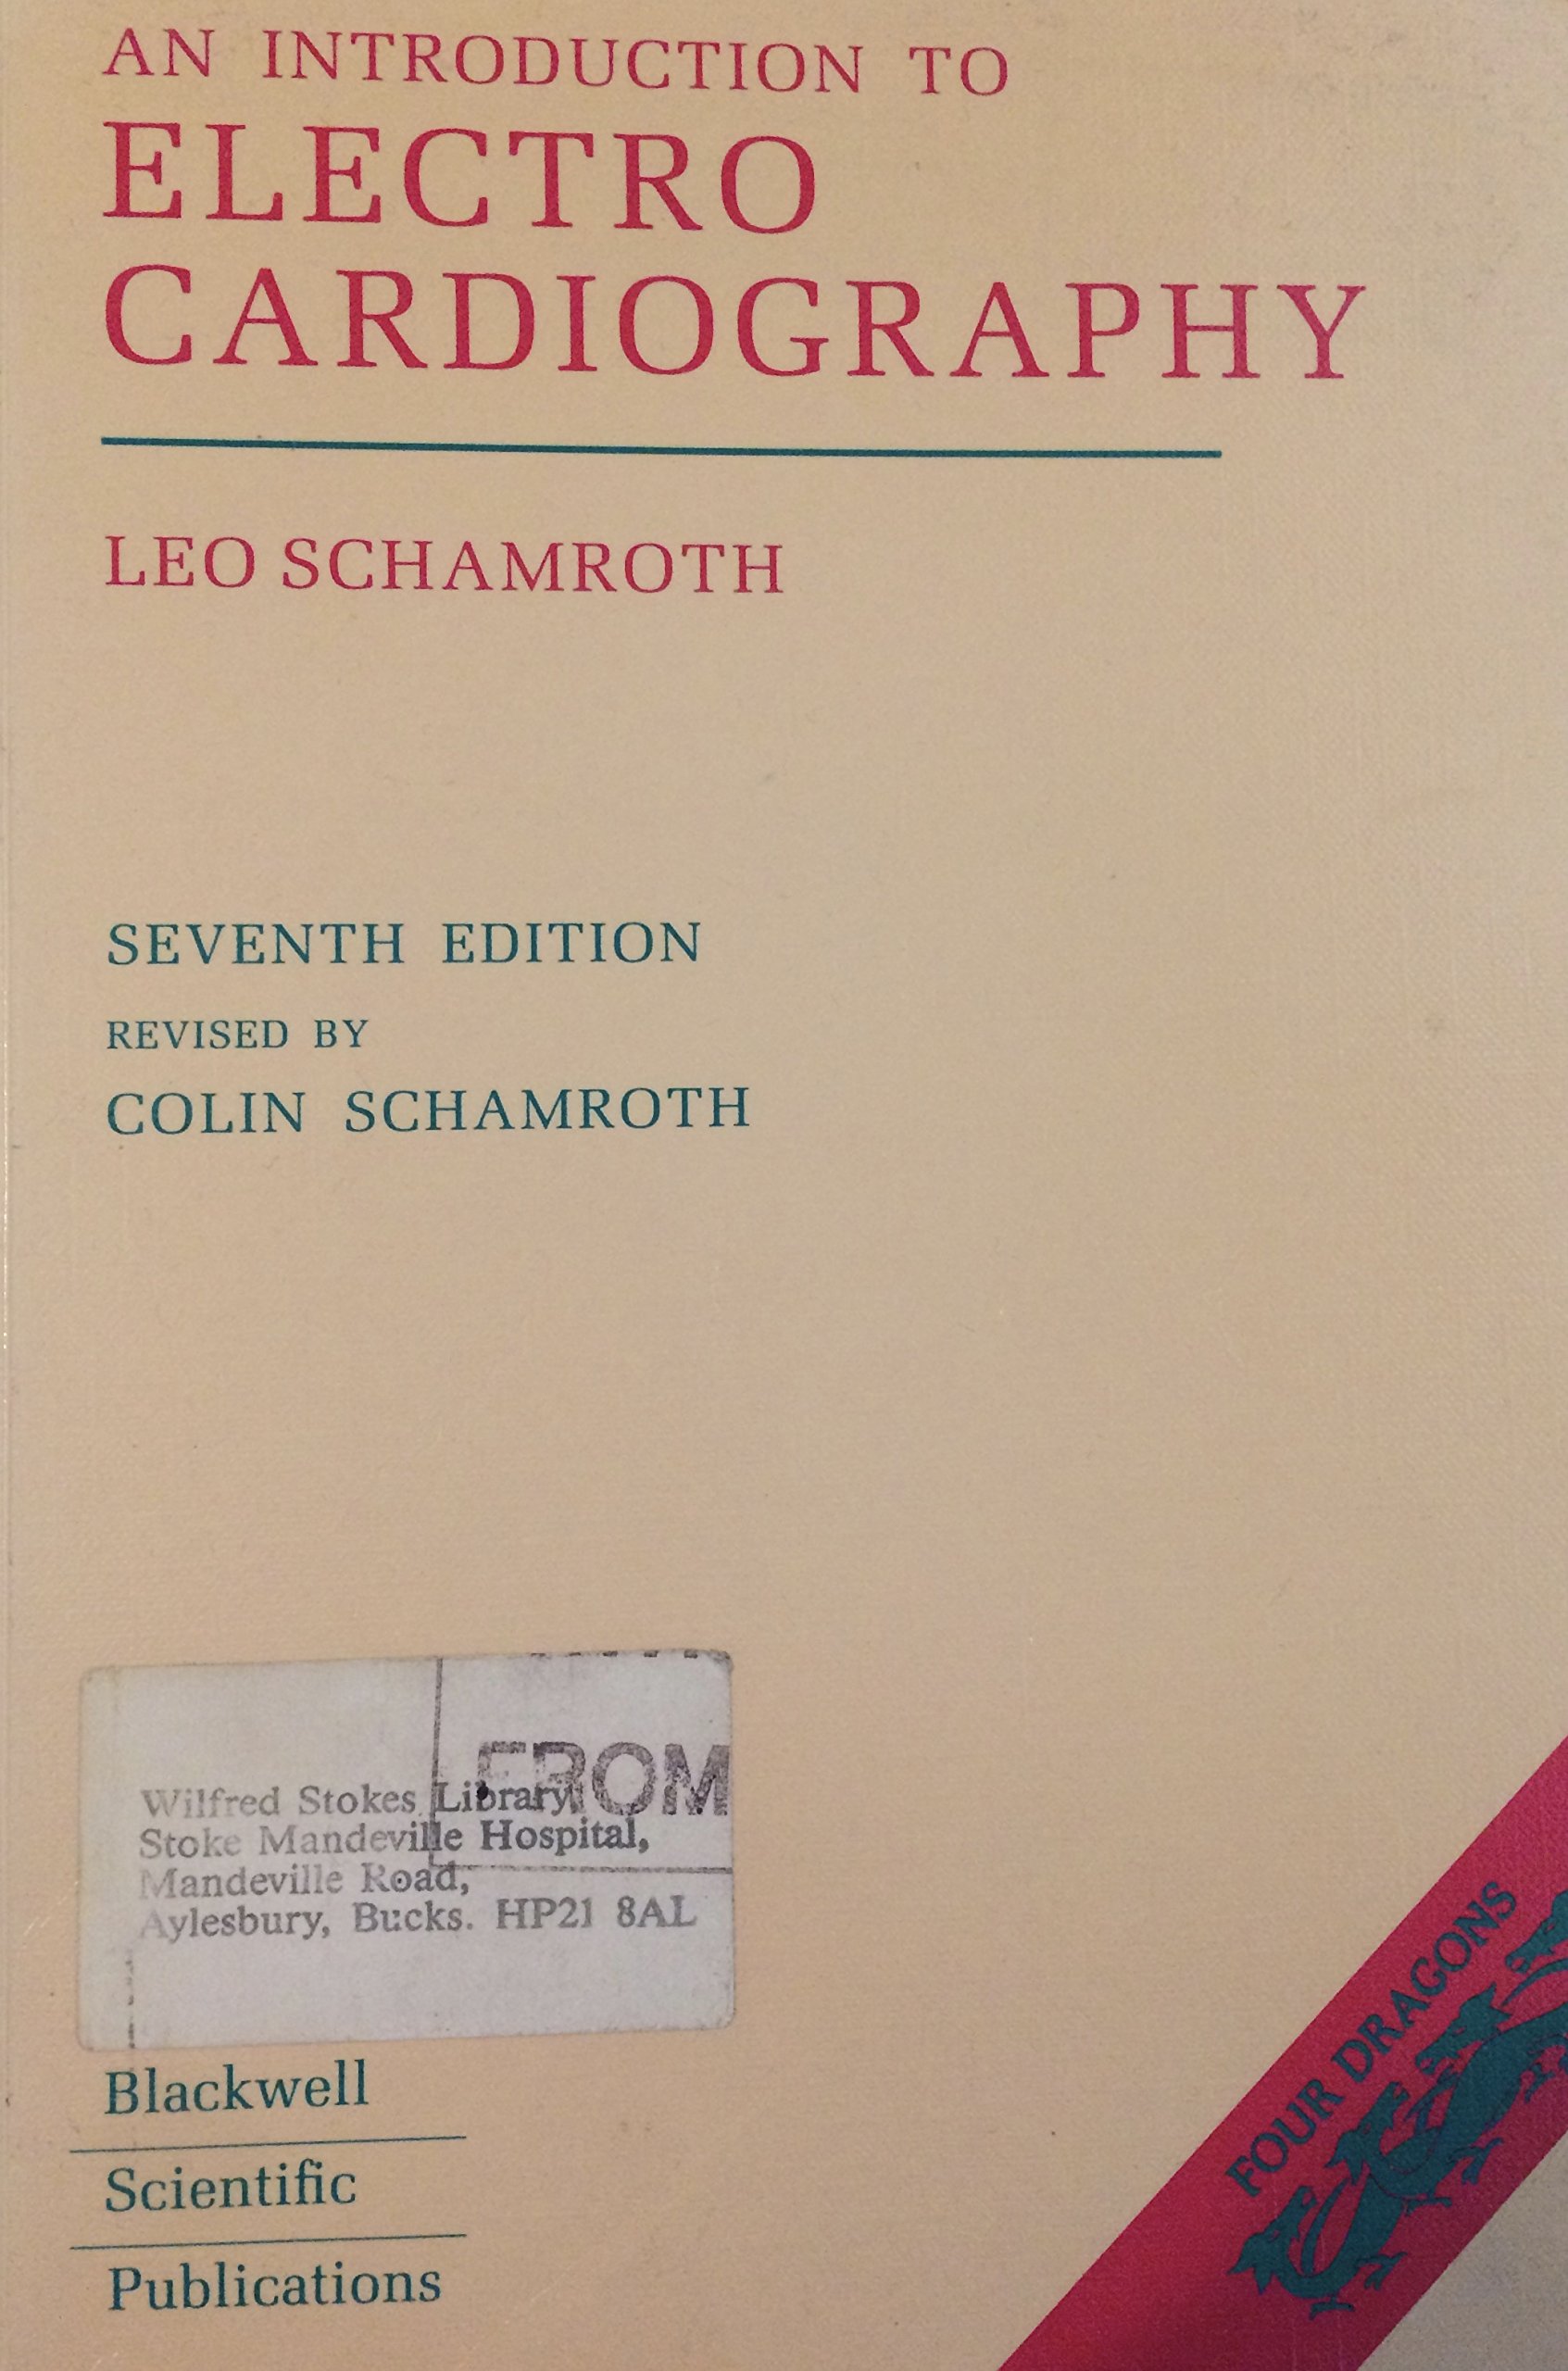 AN INTRODUCTION TO
ELECTRO
CARDIOGRAPHY
LEO SCHAMROTH
SEVENTH EDITION
REVISED BY
COLIN SCHAMROTH
FROM
Wilfred Stokes Library,
Stoke Mandeville Hospital,
Mandeville Road,
Aylesbury, Bucks. HP21 8AL
Blackwell
Scientific
Publications
FOUR DRAGONS